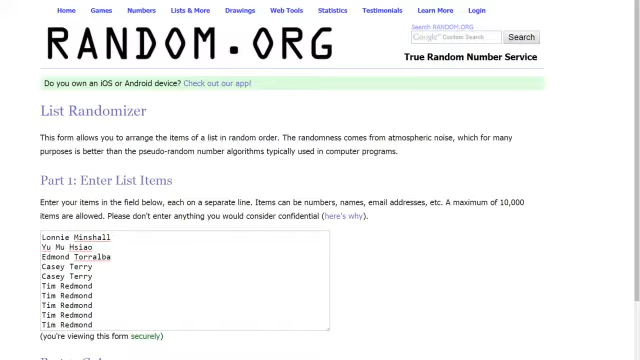 Home Games Numbers Lists & More Drawings Web Tools Statistics Testimonials Learn More Login
RANDOM.ORG
Search RANDOM.ORG
Google™ Custom Search Search
True Random Number Service
Do you own an iOS or Android device? Check out our app!
List Randomizer
This form allows you to arrange the items of a list in random order. The randomness comes from atmospheric noise, which for many
purposes is better than the pseudo-random number algorithms typically used in computer programs.
Part 1: Enter List Items
Enter your items in the field below, each on a separate line. Items can be numbers, names, email addresses, etc. A maximum of 10,000
items are allowed. Please don't enter anything you would consider confidential (here's why).
Lonnie Minshall
Yu Mu Hsiao
Edmond Torralba
Casey Terry
Casey Terry
Tim Redmond
Tim Redmond
Tim Redmond
Tim Redmond
Tim Redmond
(you're viewing this form securely)